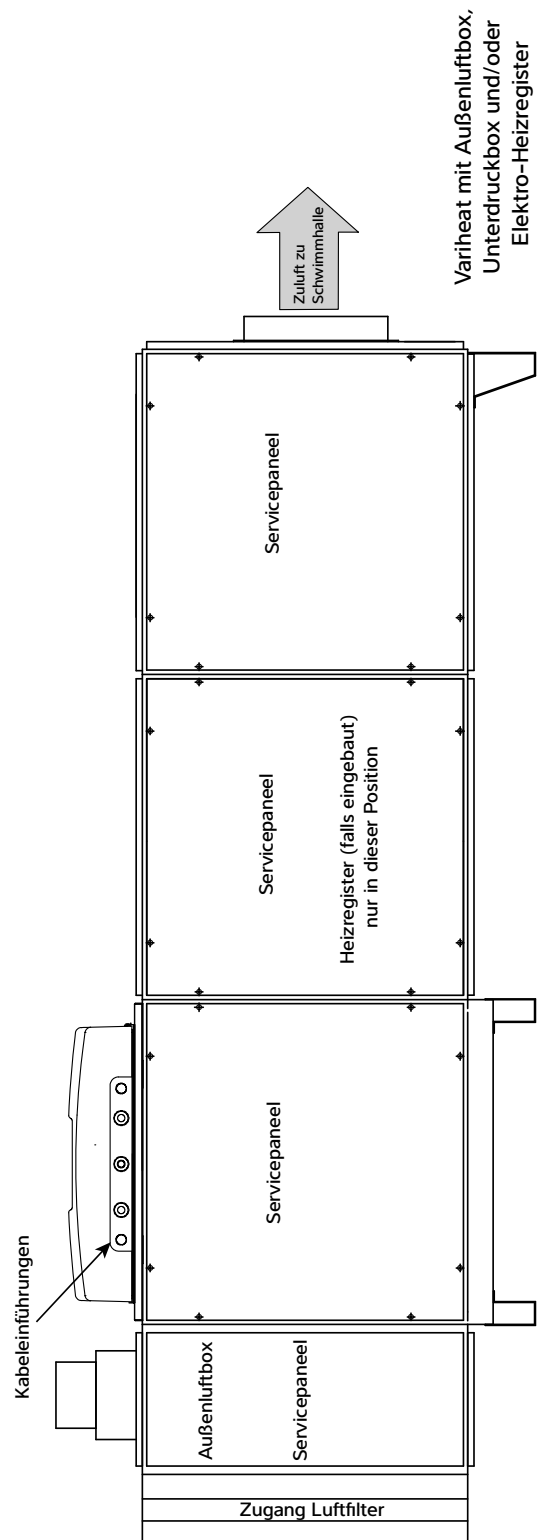 Kabeleinführungen
Zugang Luftfilter
Außenluftbox
Servicepaneel
Servicepaneel
Servicepaneel
Heizregister (falls eingebaut)
nur in dieser Position
Servicepaneel
Zuluft zu
Schwimmhalle
Variheat mit Außenluftbox,
Unterdruckbox und/oder
Elektro-Heizregister